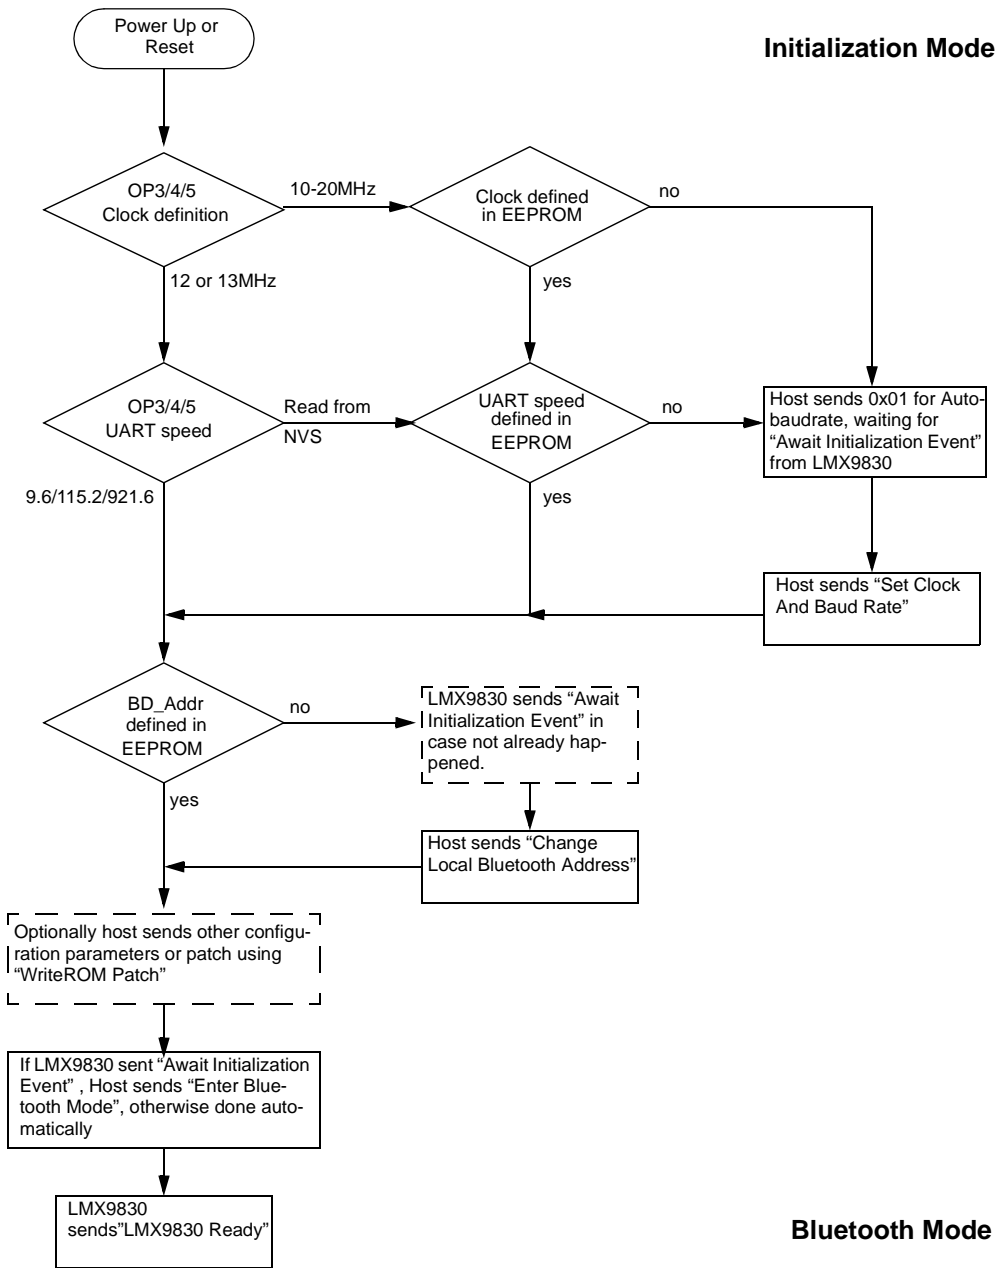 Power Up or
Reset
Initialization Mode
OP3/4/5
Clock definition
10-20MHz
Clock defined
in EEPROM
no
12 or 13MHz
yes
OP3/4/5
UART speed
Read from
NVS
UART speed
defined in
EEPROM
no
Host sends 0x01 for Auto-
baudrate, waiting for
“Await Initialization Event”
from LMX9830
9.6/115.2/921.6
yes
Host sends “Set Clock
And Baud Rate”
BD_Addr
defined in
EEPROM
no
LMX9830 sends “Await
Initialization Event” in
case not already hap-
pened.
yes
Host sends “Change
Local Bluetooth Address”
Optionally host sends other configu-
ration parameters or patch using
“WriteROM Patch”
If LMX9830 sent “Await Initialization
Event” , Host sends “Enter Blue-
tooth Mode”, otherwise done auto-
matically
LMX9830
sends”LMX9830 Ready”
Bluetooth Mode